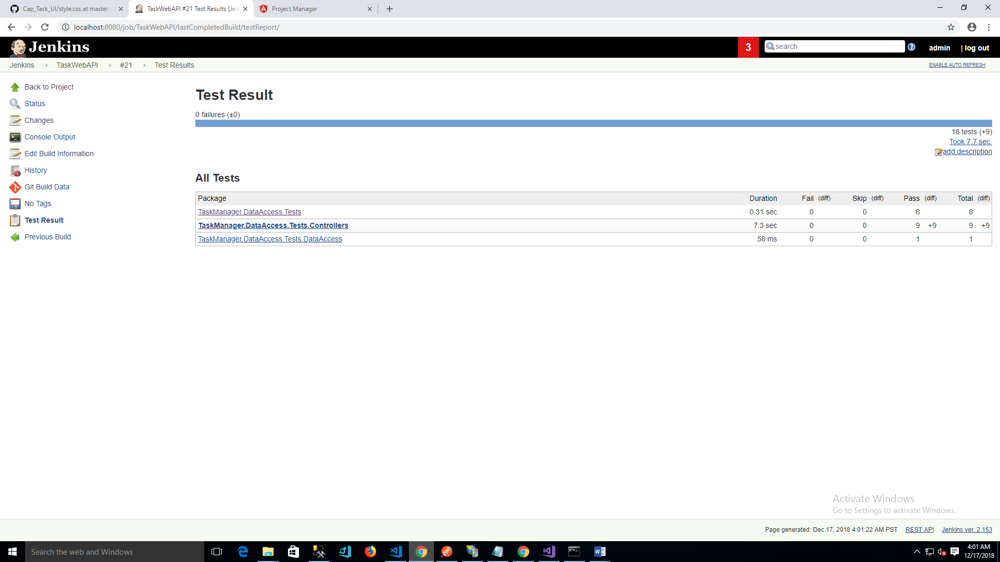 Cap_Task_UI/style.css at master
TaskWebAPI #21 Test Results [Jen
Project Manager
localhost:8080/job/TaskWebAPI/lastCompletedBuild/testReport/
Jenkins
3
search
admin
| log out
Jenkins
TaskWebAPI
#21
Test Results
ENABLE AUTO REFRESH
Back to Project
Status
Changes
Console Output
Edit Build Information
History
Git Build Data
No Tags
Test Result
Previous Build
Test Result
0 failures (±0)
18 tests (+9)
Took 7.7 sec.
add description
All Tests
Package Duration Fail (diff) Skip (diff) Pass (diff) Total (diff)
TaskManager.DataAccess.Tests 0.31 sec 0 0 8 8
TaskManager.DataAccess.Tests.Controllers 7.3 sec 0 0 9 +9 9 +9
TaskManager.DataAccess.Tests.DataAccess 58 ms 0 0 1 1
Activate Windows
Go to Settings to activate Windows.
Page generated: Dec 17, 2018 4:01:22 AM PST REST API Jenkins ver. 2.153
Search the web and Windows
4:01 AM
12/17/2018